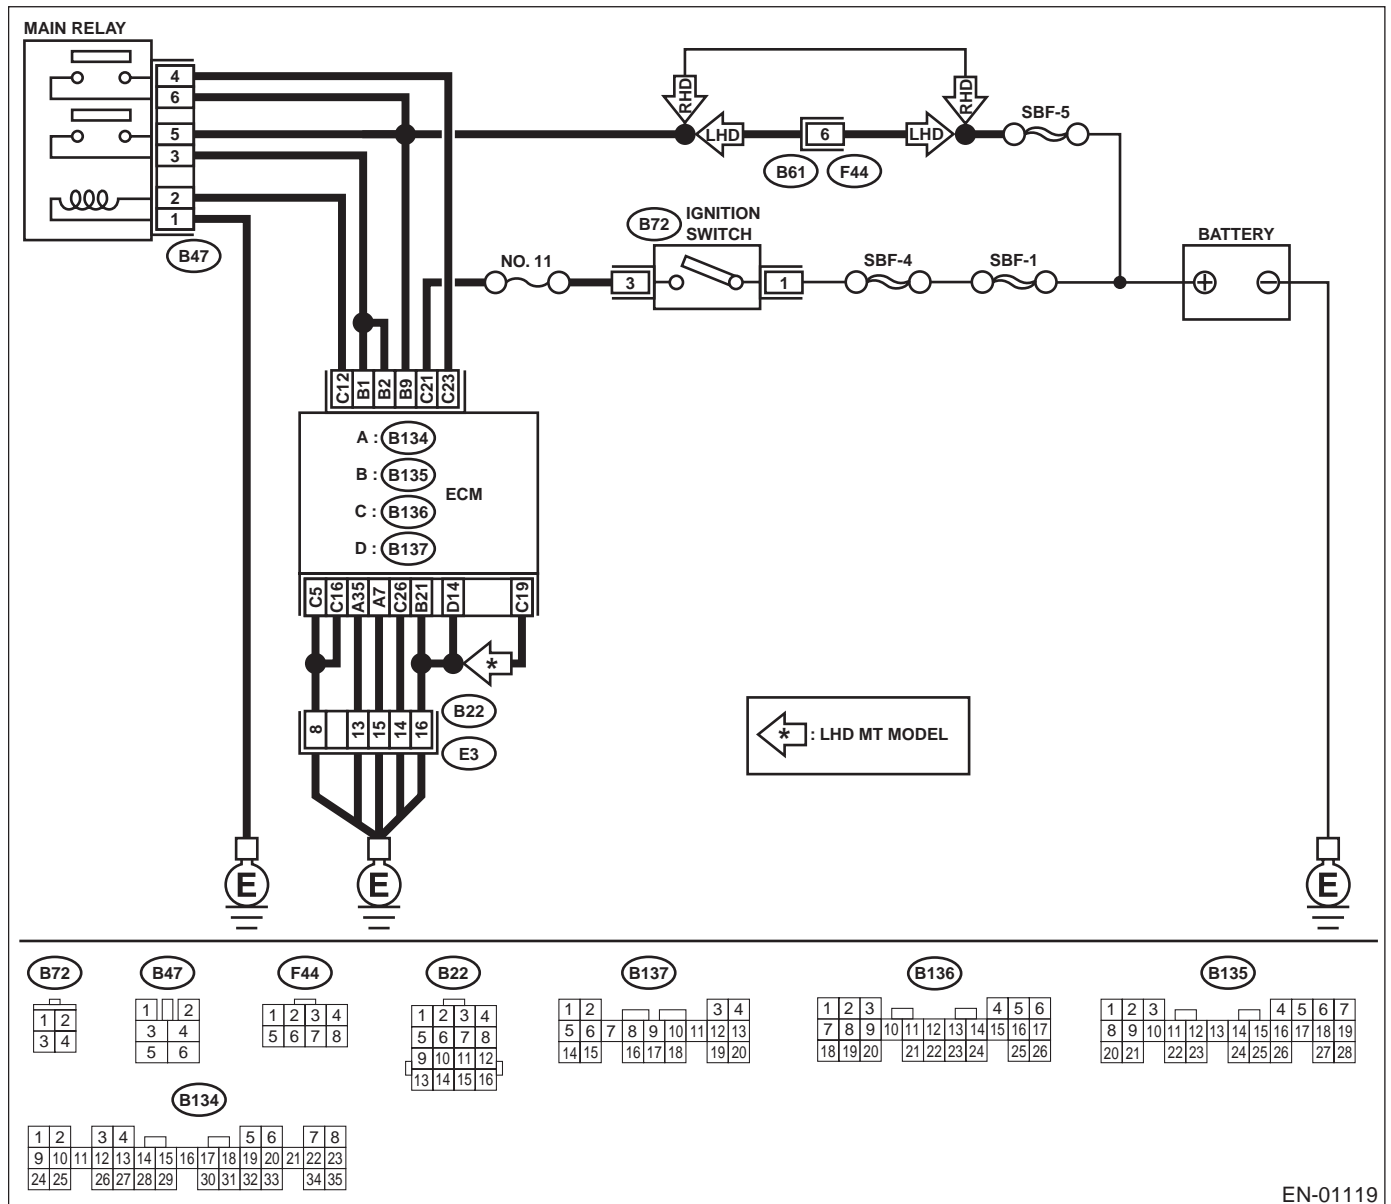 MAIN RELAY
4
6
5
3
2
1
B47
RHD
RHD
LHD
6
LHD
SBF-5
B61
F44
B72
IGNITION
SWITCH
BATTERY
NO. 11
3
1
SBF-4
SBF-1
+
−
C12
B1
B2
B9
C21
C23
A : B134
B : B135
C : B136
D : B137
ECM
C5
C16
A35
A7
C26
B21
D14
C19
*
B22
8
13
15
14
16
E3
* : LHD MT MODEL
E
E
E
B72
1 2
3 4
B47
1 2
3 4
5 6
F44
1 2 3 4
5 6 7 8
B22
1 2 3 4
5 6 7 8
9 10 11 12
13 14 15 16
B137
1 2 3 4
5 6 7 8 9 10 11 12 13
14 15 16 17 18 19 20
B136
1 2 3 4 5 6
7 8 9 10 11 12 13 14 15 16 17
18 19 20 21 22 23 24 25 26
B135
1 2 3 4 5 6 7
8 9 10 11 12 13 14 15 16 17 18 19
20 21 22 23 24 25 26 27 28
B134
1 2 3 4 5 6 7 8
9 10 11 12 13 14 15 16 17 18 19 20 21 22 23
24 25 26 27 28 29 30 31 32 33 34 35
EN-01119